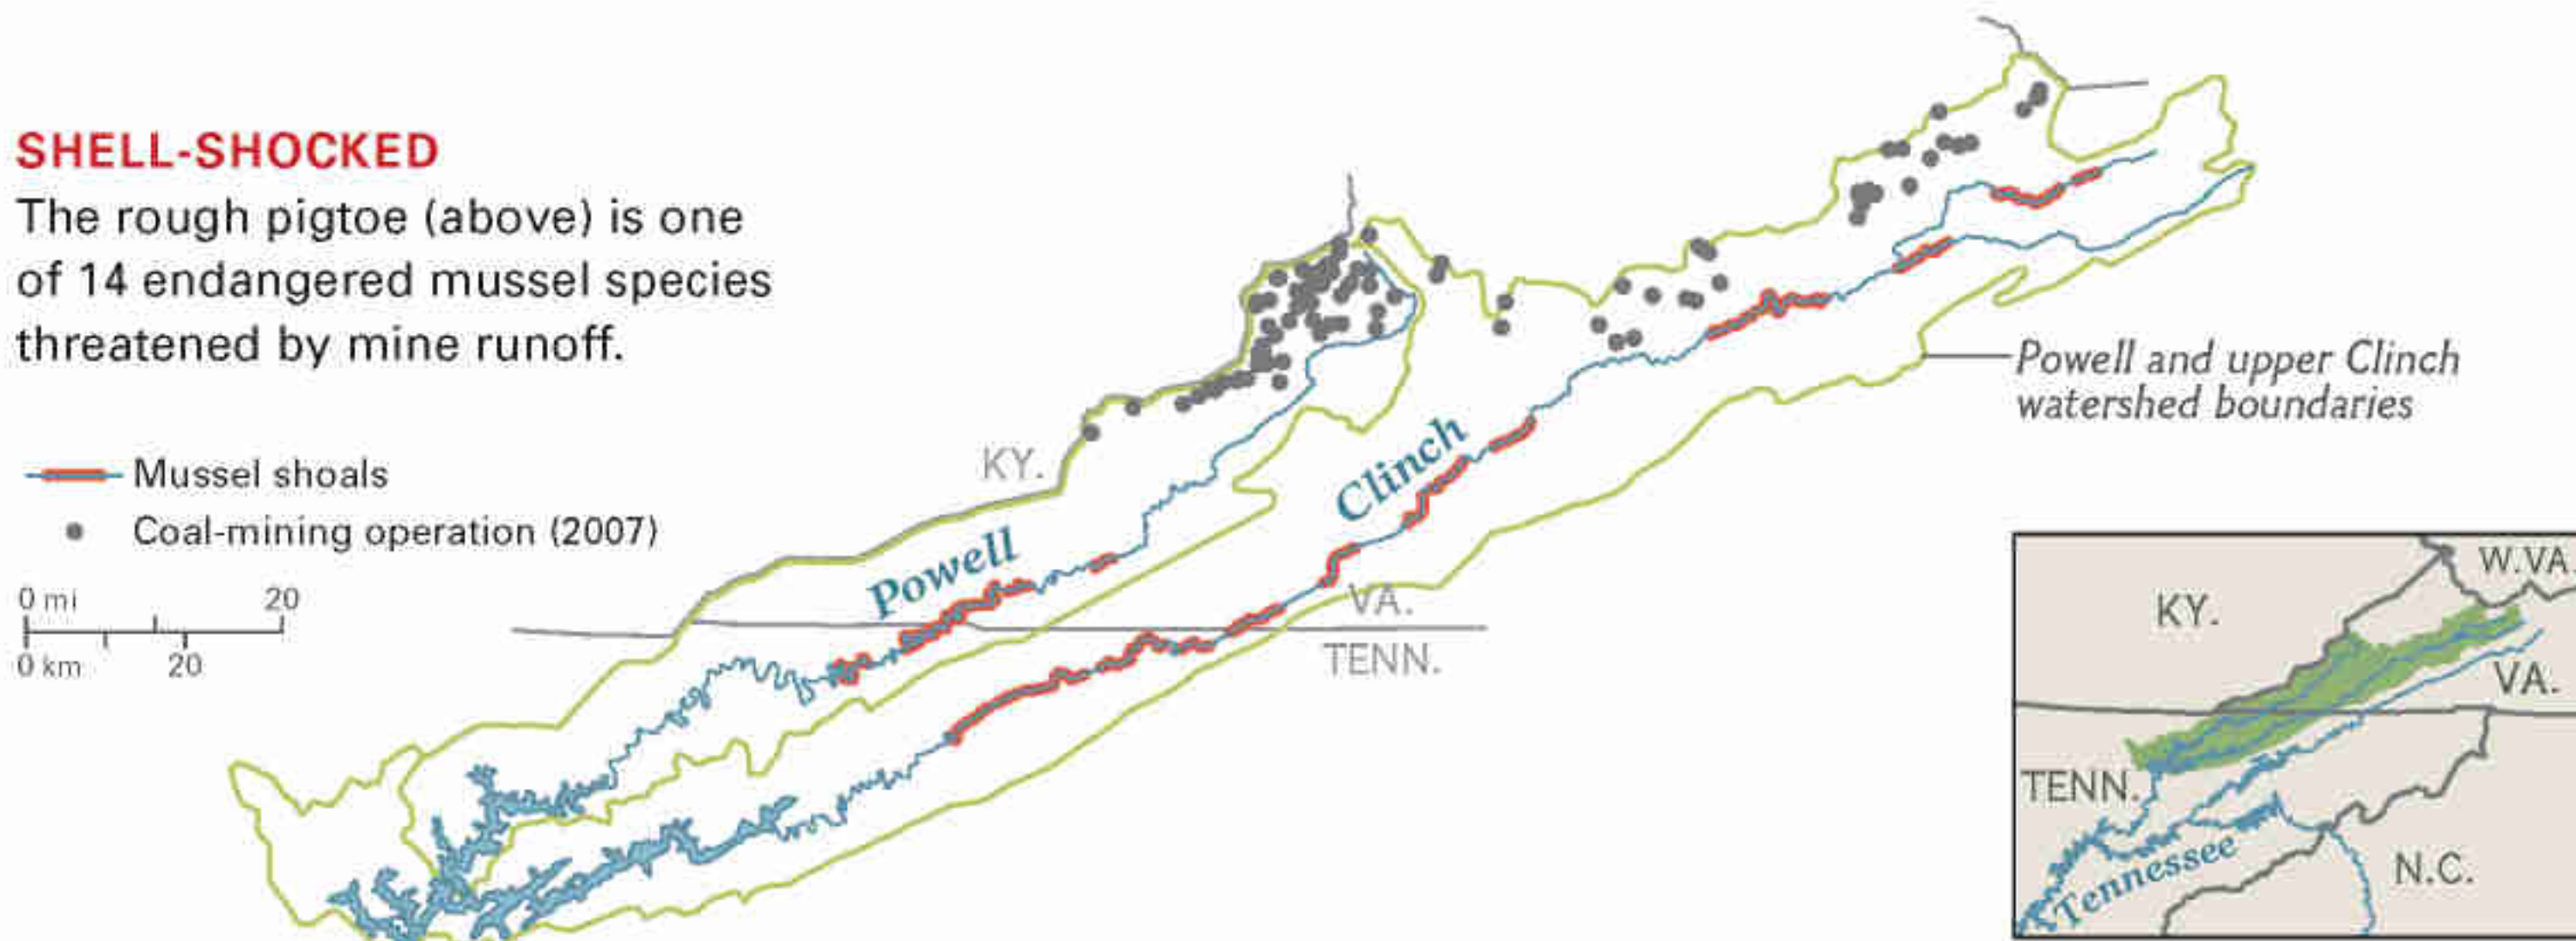 SHELL-SHOCKED
The rough pigtoe (above) is one
of 14 endangered mussel species
threatened by mine runoff.
Mussel shoals
Coal-mining operation (2007)
0 mi 20
0 km 20
KY.
Powell
Clinch
VA.
TENN.
Powell and upper Clinch
watershed boundaries
W.VA.
KY.
VA.
TENN.
Tennessee
N.C.